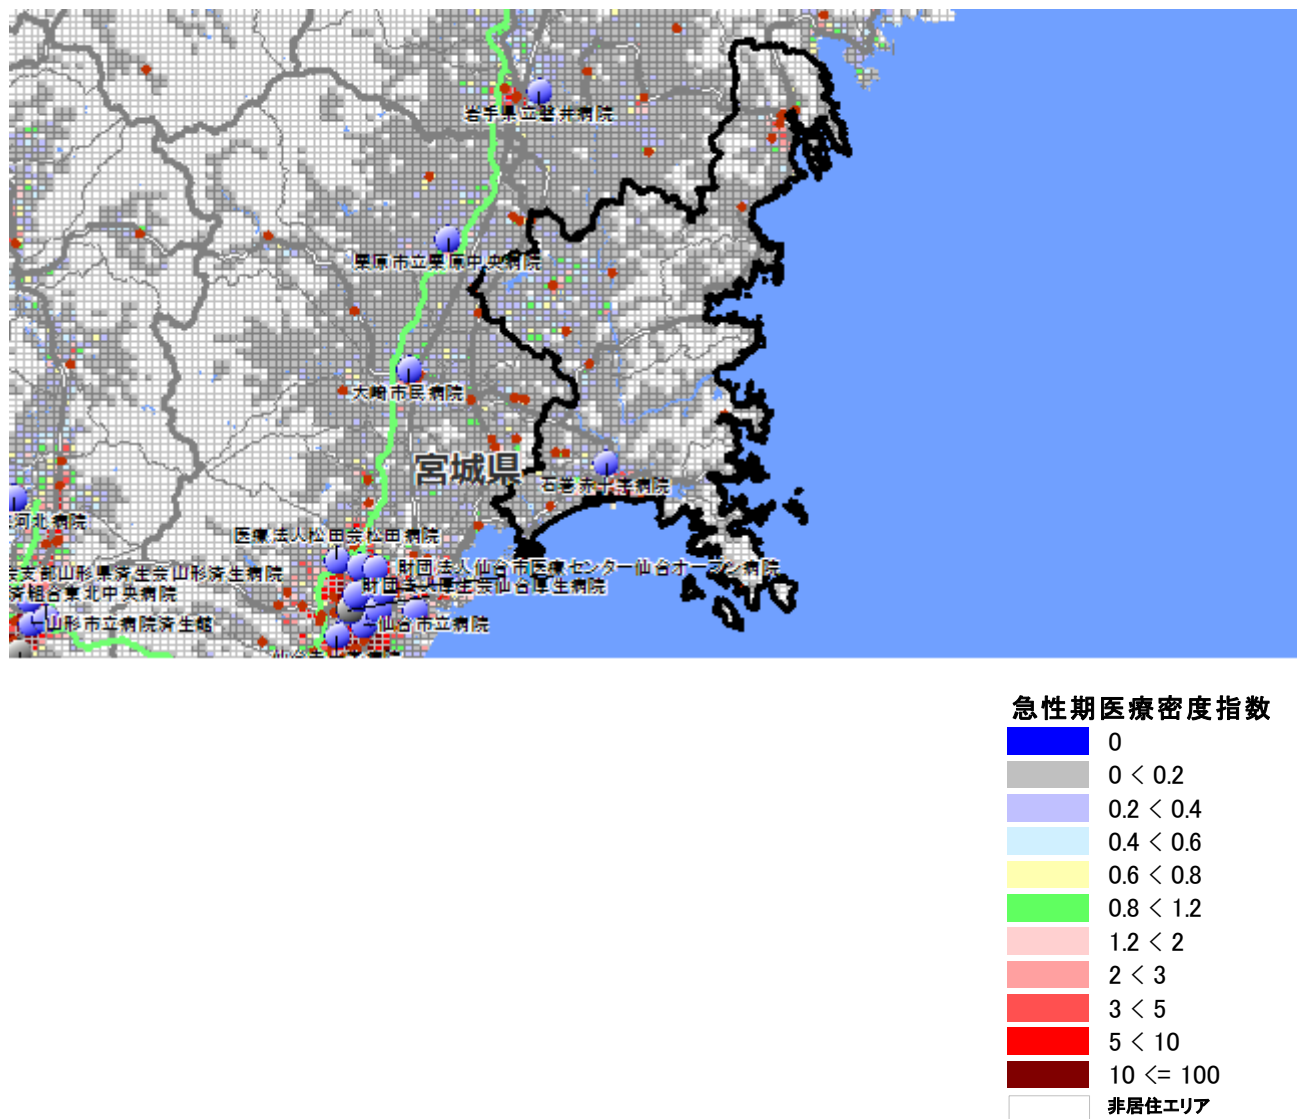 岩手県立磐井病院
栗原市立栗原中央病院
大崎市民病院
宮城県
石巻赤十字病院
河北病院
医療法人松田会松田病院
財団法人仙台市医療センター仙台オープン病院
支部山形県済生会山形済生病院
財団法人厚生会仙台厚生病院
済組合東北中央病院
山形市立病院済生館
仙台市立病院
急性期医療密度指数
0
0 < 0.2
0.2 < 0.4
0.4 < 0.6
0.6 < 0.8
0.8 < 1.2
1.2 < 2
2 < 3
3 < 5
5 < 10
10 <= 100
非居住エリア